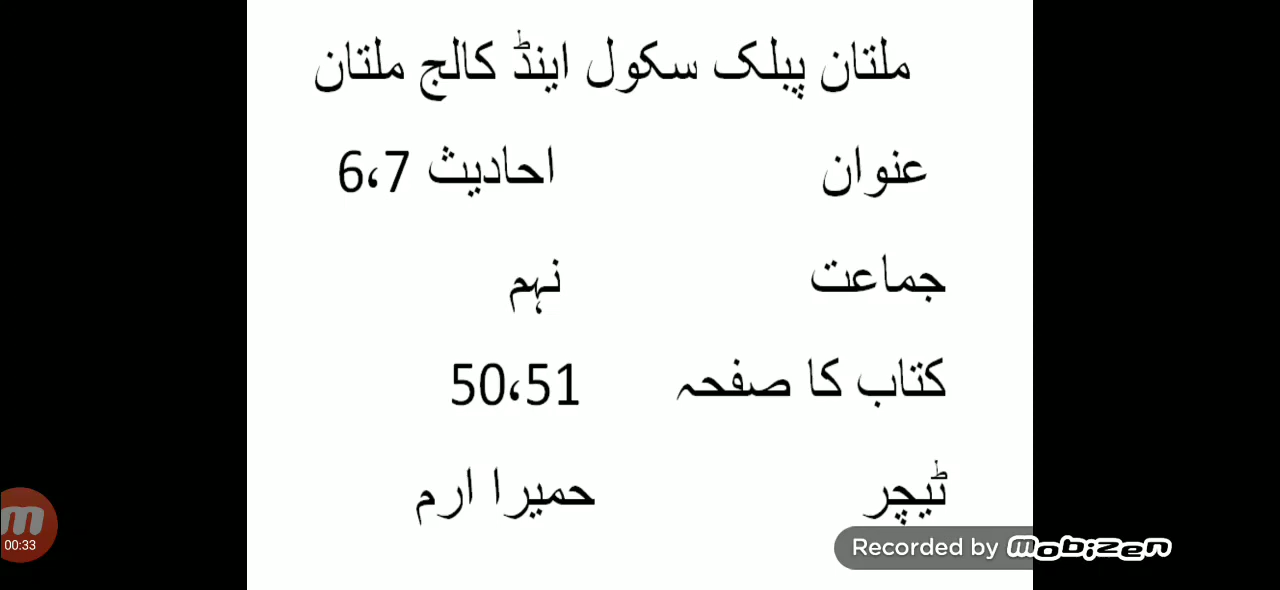 ملتان پبلک سکول اینڈ کالج ملتان
عنوان احادیث 6،7
جماعت نہم
کتاب کا صفحہ 50،51
ٹیچر حمیرا ارم
00:33
Recorded by Mobizen